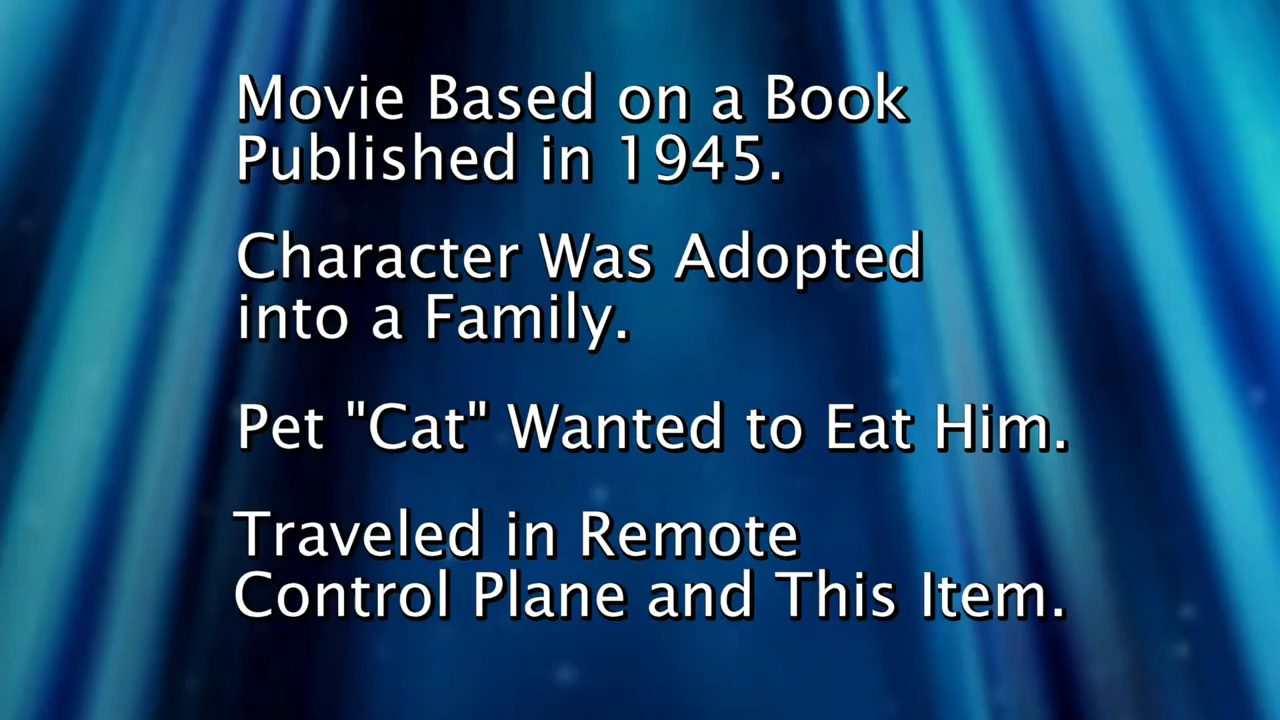 Movie Based on a Book
Published in 1945.
Character Was Adopted
into a Family.
Pet "Cat" Wanted to Eat Him.
Traveled in Remote
Control Plane and This Item.